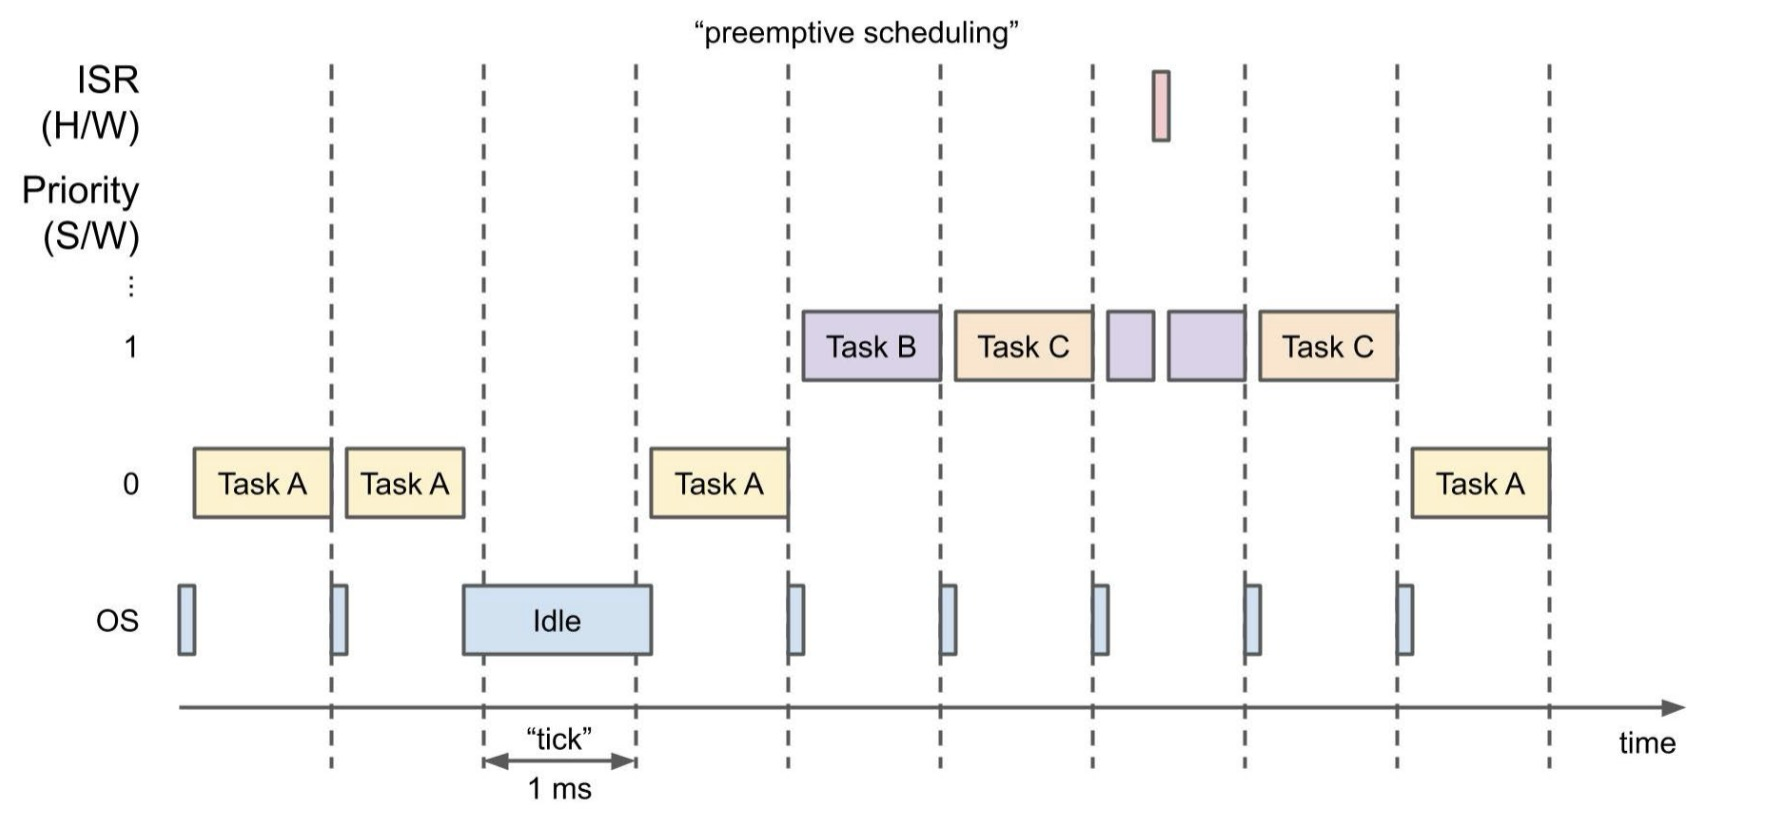 “preemptive scheduling”
ISR
(H/W)
Priority
(S/W)
⋮
1
Task B
Task C
Task C
0
Task A
Task A
Task A
Task A
OS
Idle
“tick”
1 ms
time